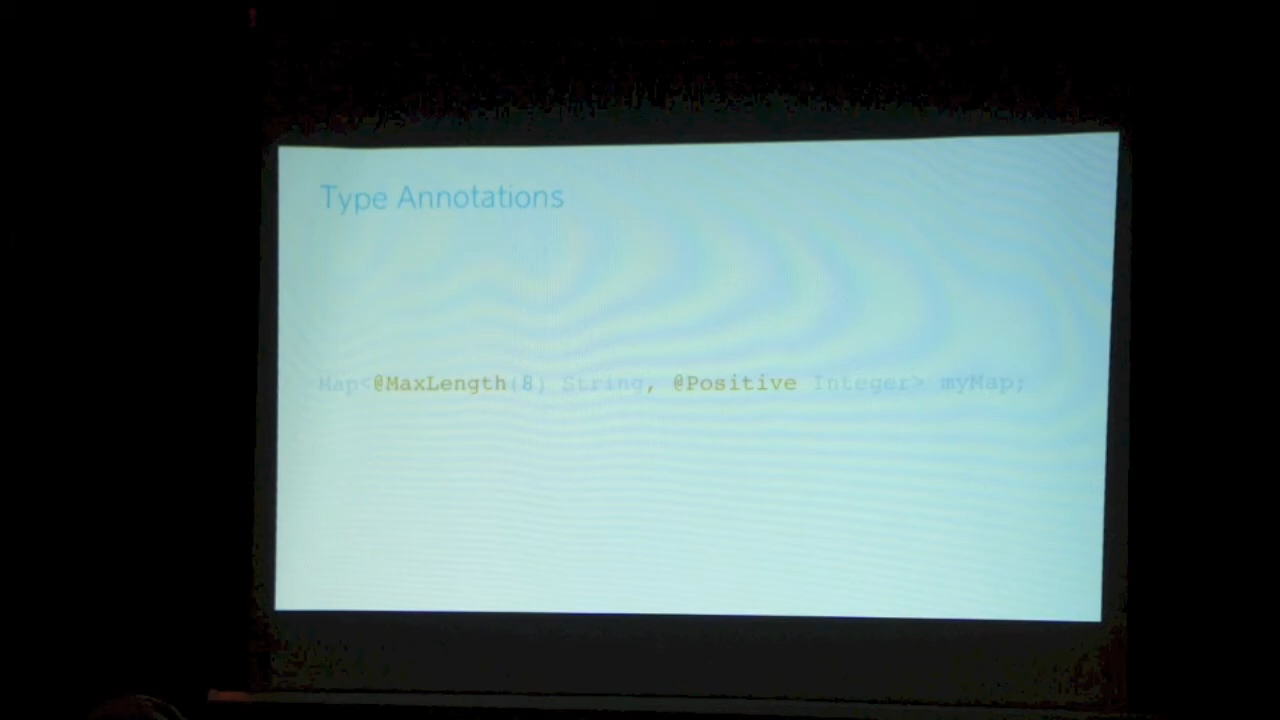 Type Annotations
Map<@MaxLength(8) String, @Positive Integer> myMap;